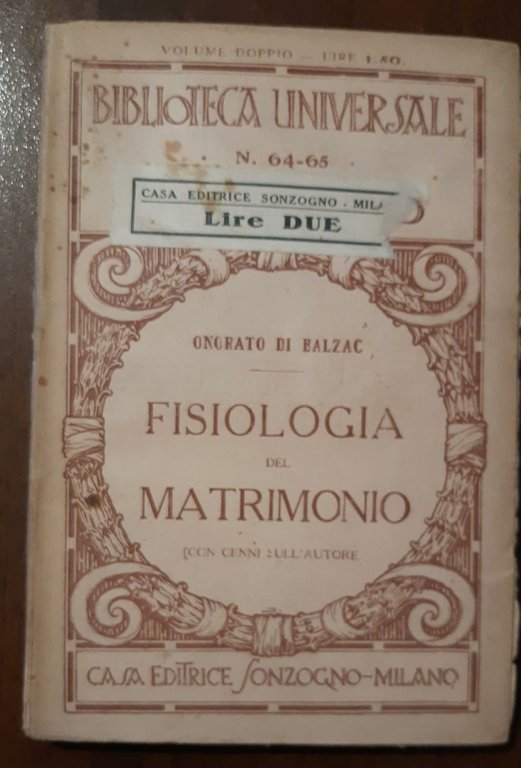 VOLUME DOPPIO — LIRE 1.50.
BIBLIOTECA UNIVERSALE
N. 64-65
CASA EDITRICE SONZOGNO - MILA
Lire DUE
ONORATO DI BALZAC
FISIOLOGIA
DEL
MATRIMONIO
(CON CENNI SULL'AUTORE
CASA EDITRICE SONZOGNO-MILANO